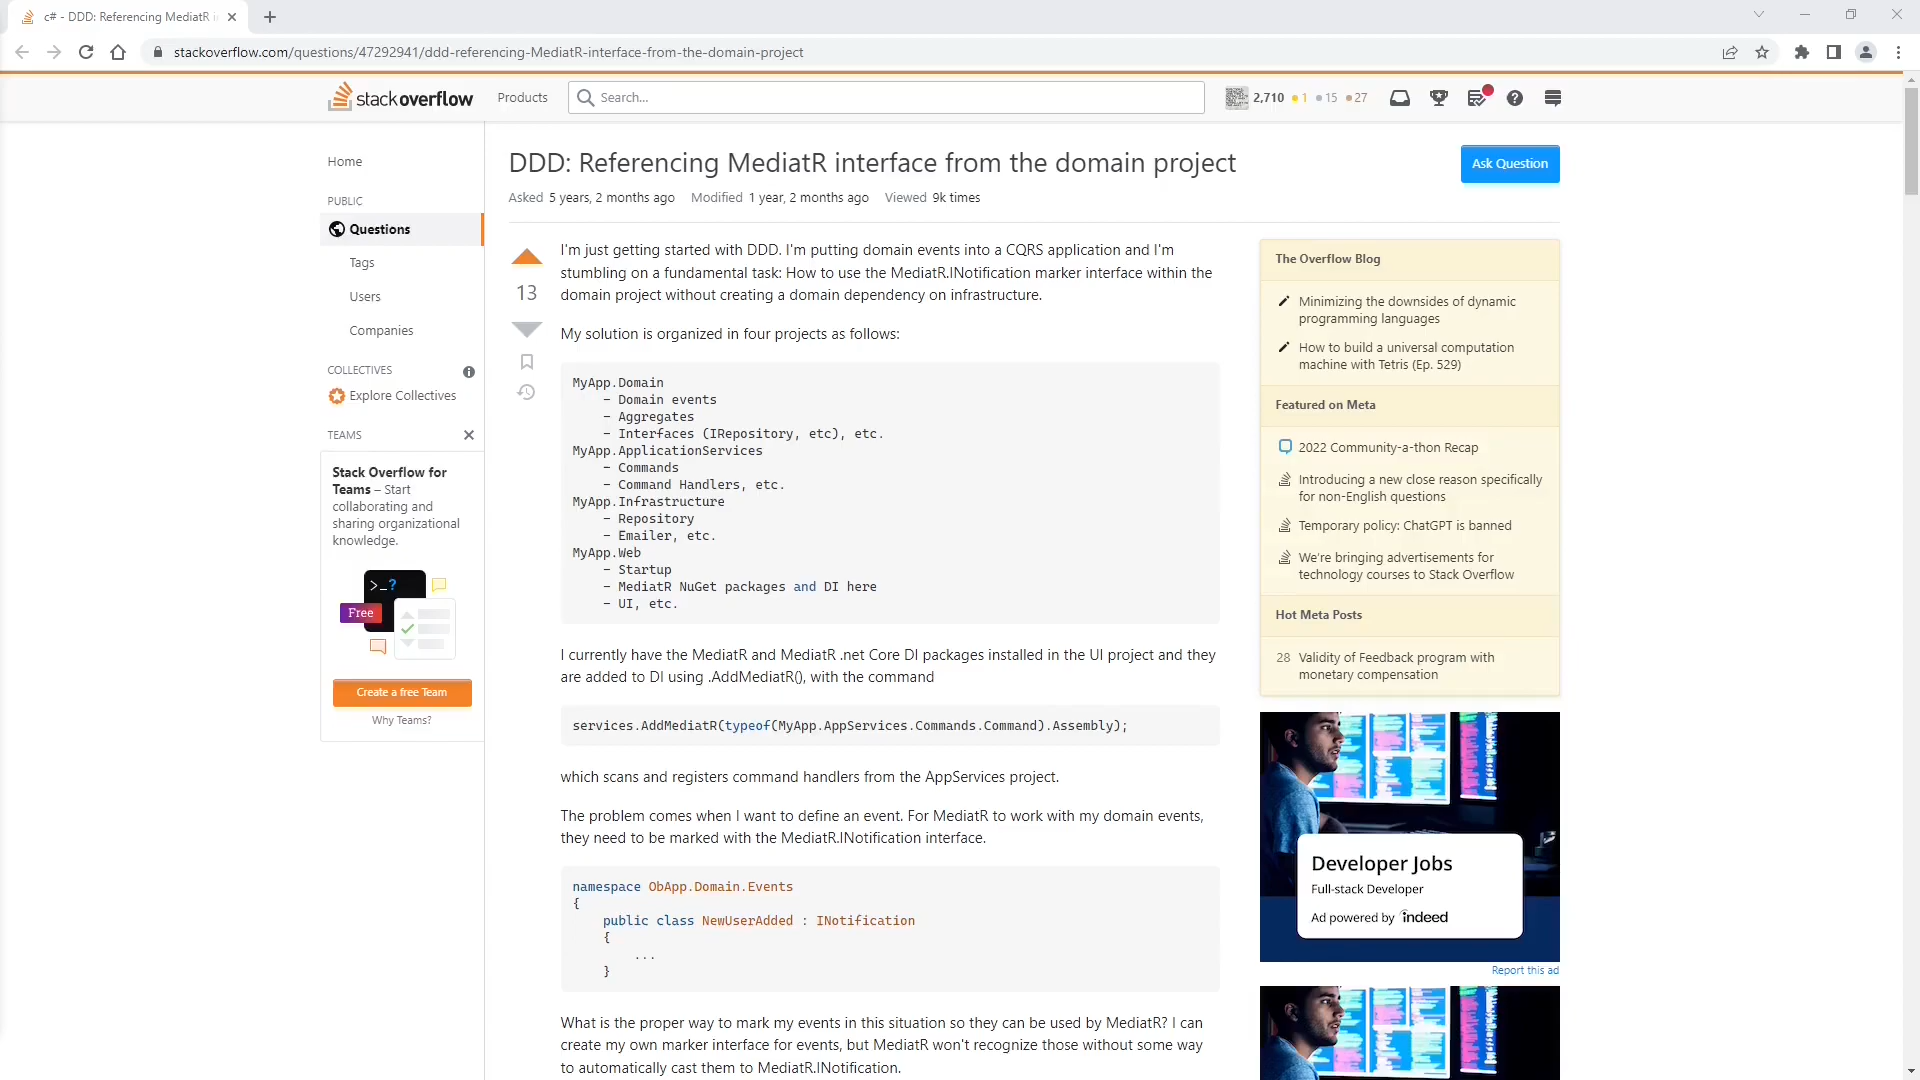 c# - DDD: Referencing MediatR i
stackoverflow.com/questions/47292941/ddd-referencing-MediatR-interface-from-the-domain-project
stackoverflow
Products
Search...
2,710 1 15 27
Home
PUBLIC
Questions
Tags
Users
Companies
COLLECTIVES
Explore Collectives
TEAMS
Stack Overflow for
Teams – Start
collaborating and
sharing organizational
knowledge.
>_?
Free
Create a free Team
Why Teams?
DDD: Referencing MediatR interface from the domain project
Ask Question
Asked 5 years, 2 months ago Modified 1 year, 2 months ago Viewed 9k times
13
I'm just getting started with DDD. I'm putting domain events into a CQRS application and I'm
stumbling on a fundamental task: How to use the MediatR.INotification marker interface within the
domain project without creating a domain dependency on infrastructure.
My solution is organized in four projects as follows:
MyApp.Domain
– Domain events
– Aggregates
– Interfaces (IRepository, etc), etc.
MyApp.ApplicationServices
– Commands
– Command Handlers, etc.
MyApp.Infrastructure
– Repository
– Emailer, etc.
MyApp.Web
– Startup
– MediatR NuGet packages and DI here
– UI, etc.
I currently have the MediatR and MediatR .net Core DI packages installed in the UI project and they
are added to DI using .AddMediatR(), with the command
services.AddMediatR(typeof(MyApp.AppServices.Commands.Command).Assembly);
which scans and registers command handlers from the AppServices project.
The problem comes when I want to define an event. For MediatR to work with my domain events,
they need to be marked with the MediatR.INotification interface.
namespace ObApp.Domain.Events
{
public class NewUserAdded : INotification
{
...
}
What is the proper way to mark my events in this situation so they can be used by MediatR? I can
create my own marker interface for events, but MediatR won't recognize those without some way
to automatically cast them to MediatR.INotification.
The Overflow Blog
Minimizing the downsides of dynamic
programming languages
How to build a universal computation
machine with Tetris (Ep. 529)
Featured on Meta
2022 Community-a-thon Recap
Introducing a new close reason specifically
for non-English questions
Temporary policy: ChatGPT is banned
We're bringing advertisements for
technology courses to Stack Overflow
Hot Meta Posts
28 Validity of Feedback program with
monetary compensation
Developer Jobs
Full-stack Developer
Ad powered by indeed
Report this ad